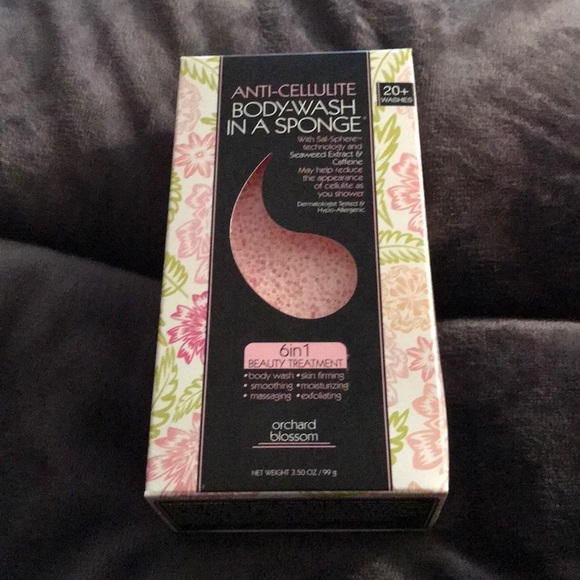 ANTI-CELLULITE
BODY-WASH
IN A SPONGE
20+
WASHES
With Sal-Sphere™
technology and
Seaweed Extract &
Caffeine
May help reduce
the appearance
of cellulite as
you shower
Dermatologist Tested &
Hypo-Allergenic
6in1
BEAUTY TREATMENT
•body wash •skin firming
•smoothing •moisturizing
•massaging •exfoliating
orchard
blossom
NET WEIGHT 3.50 OZ / 99 g